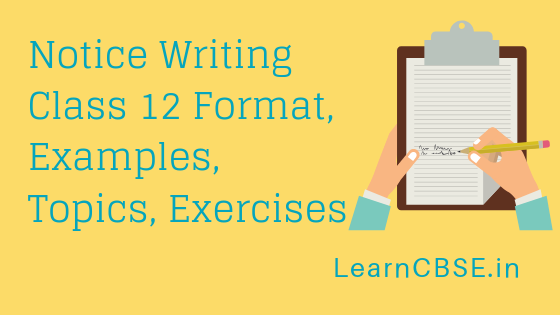 Notice Writing
Class 12 Format,
Examples,
Topics, Exercises
LearnCBSE.in